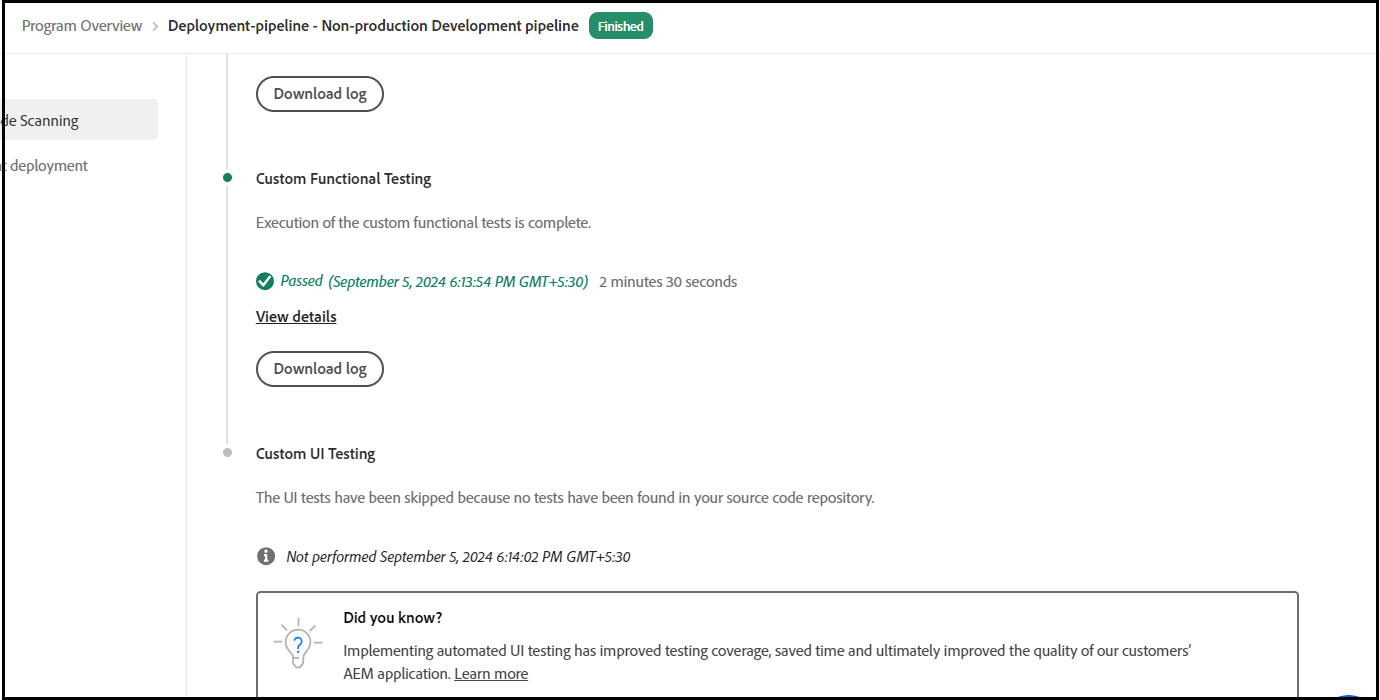 Program Overview > Deployment-pipeline - Non-production Development pipeline Finished
Download log
de Scanning
deployment
Custom Functional Testing
Execution of the custom functional tests is complete.
Passed (September 5, 2024 6:13:54 PM GMT+5:30) 2 minutes 30 seconds
View details
Download log
Custom UI Testing
The UI tests have been skipped because no tests have been found in your source code repository.
Not performed September 5, 2024 6:14:02 PM GMT+5:30
Did you know?
?
Implementing automated UI testing has improved testing coverage, saved time and ultimately improved the quality of our customers'
AEM application. Learn more